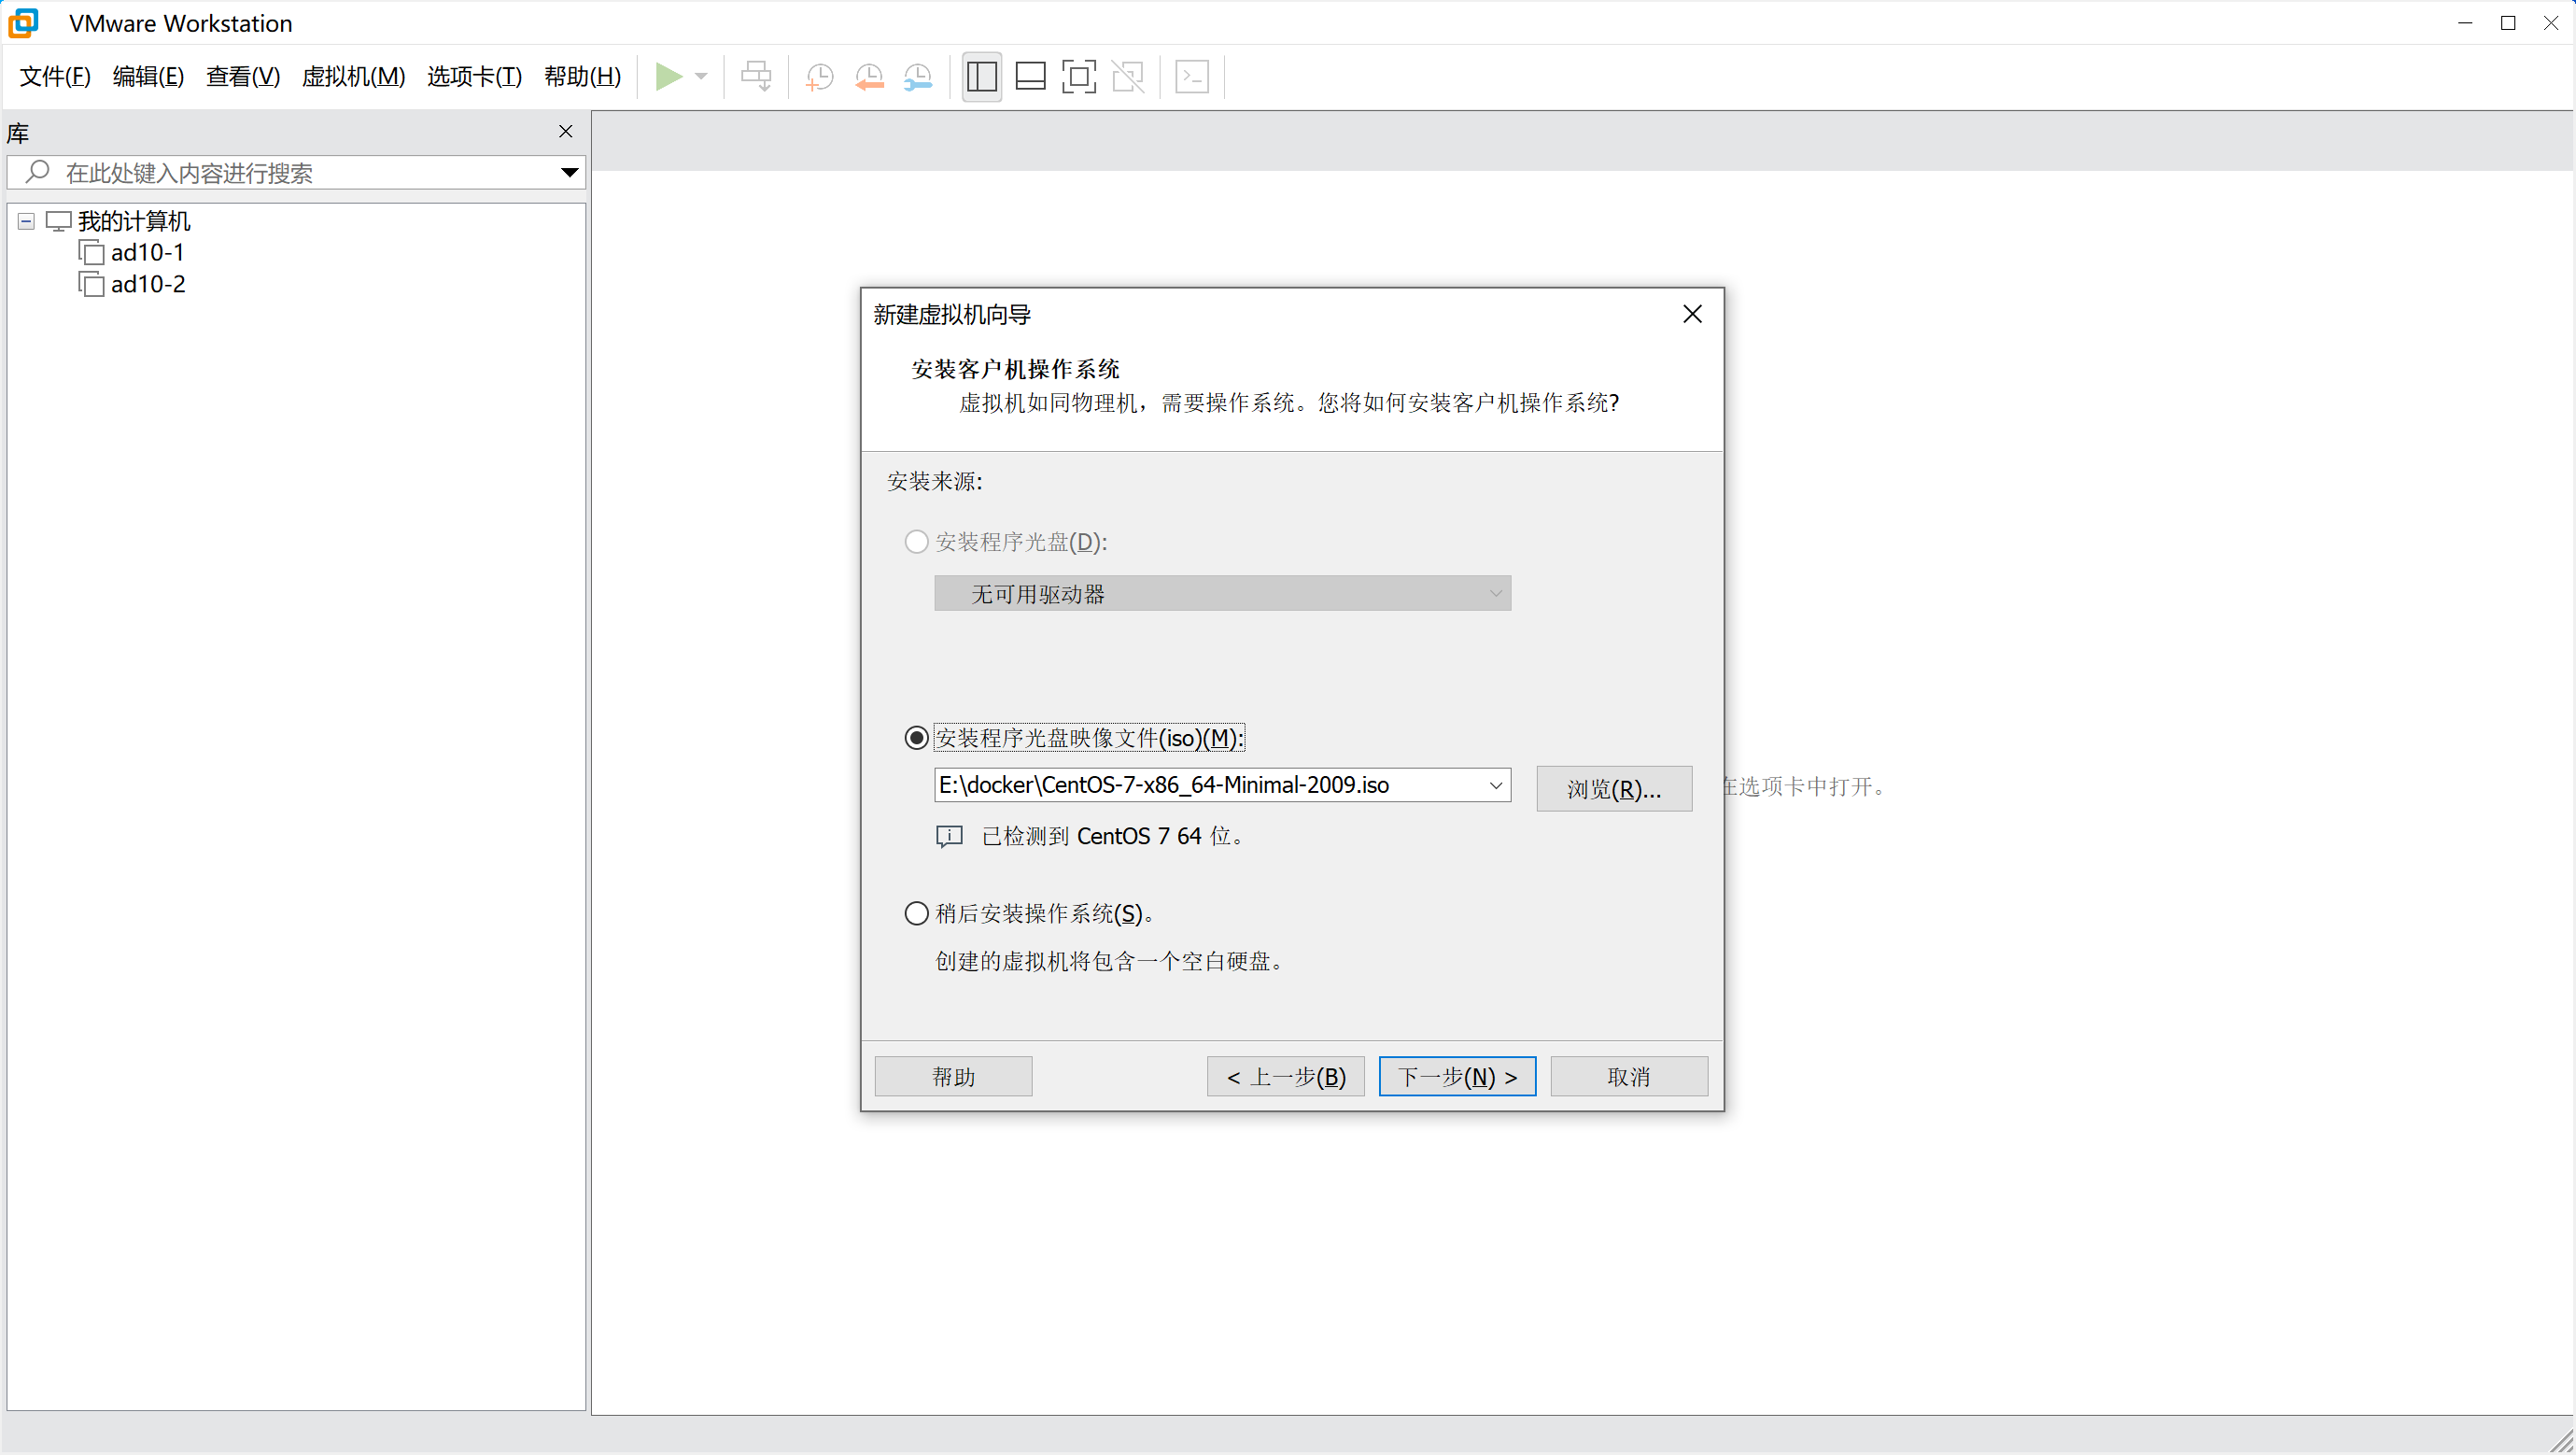 VMware Workstation
文件(F) 编辑(E) 查看(V) 虚拟机(M) 选项卡(T) 帮助(H)
库
在此处键入内容进行搜索
我的计算机
ad10-1
ad10-2
新建虚拟机向导
安装客户机操作系统
虚拟机如同物理机，需要操作系统。您将如何安装客户机操作系统?
安装来源:
安装程序光盘(D):
无可用驱动器
安装程序光盘映像文件(iso)(M):
E:\docker\CentOS-7-x86_64-Minimal-2009.iso
浏览(R)...
在选项卡中打开。
已检测到 CentOS 7 64 位。
稍后安装操作系统(S)。
创建的虚拟机将包含一个空白硬盘。
帮助
< 上一步(B)
下一步(N) >
取消